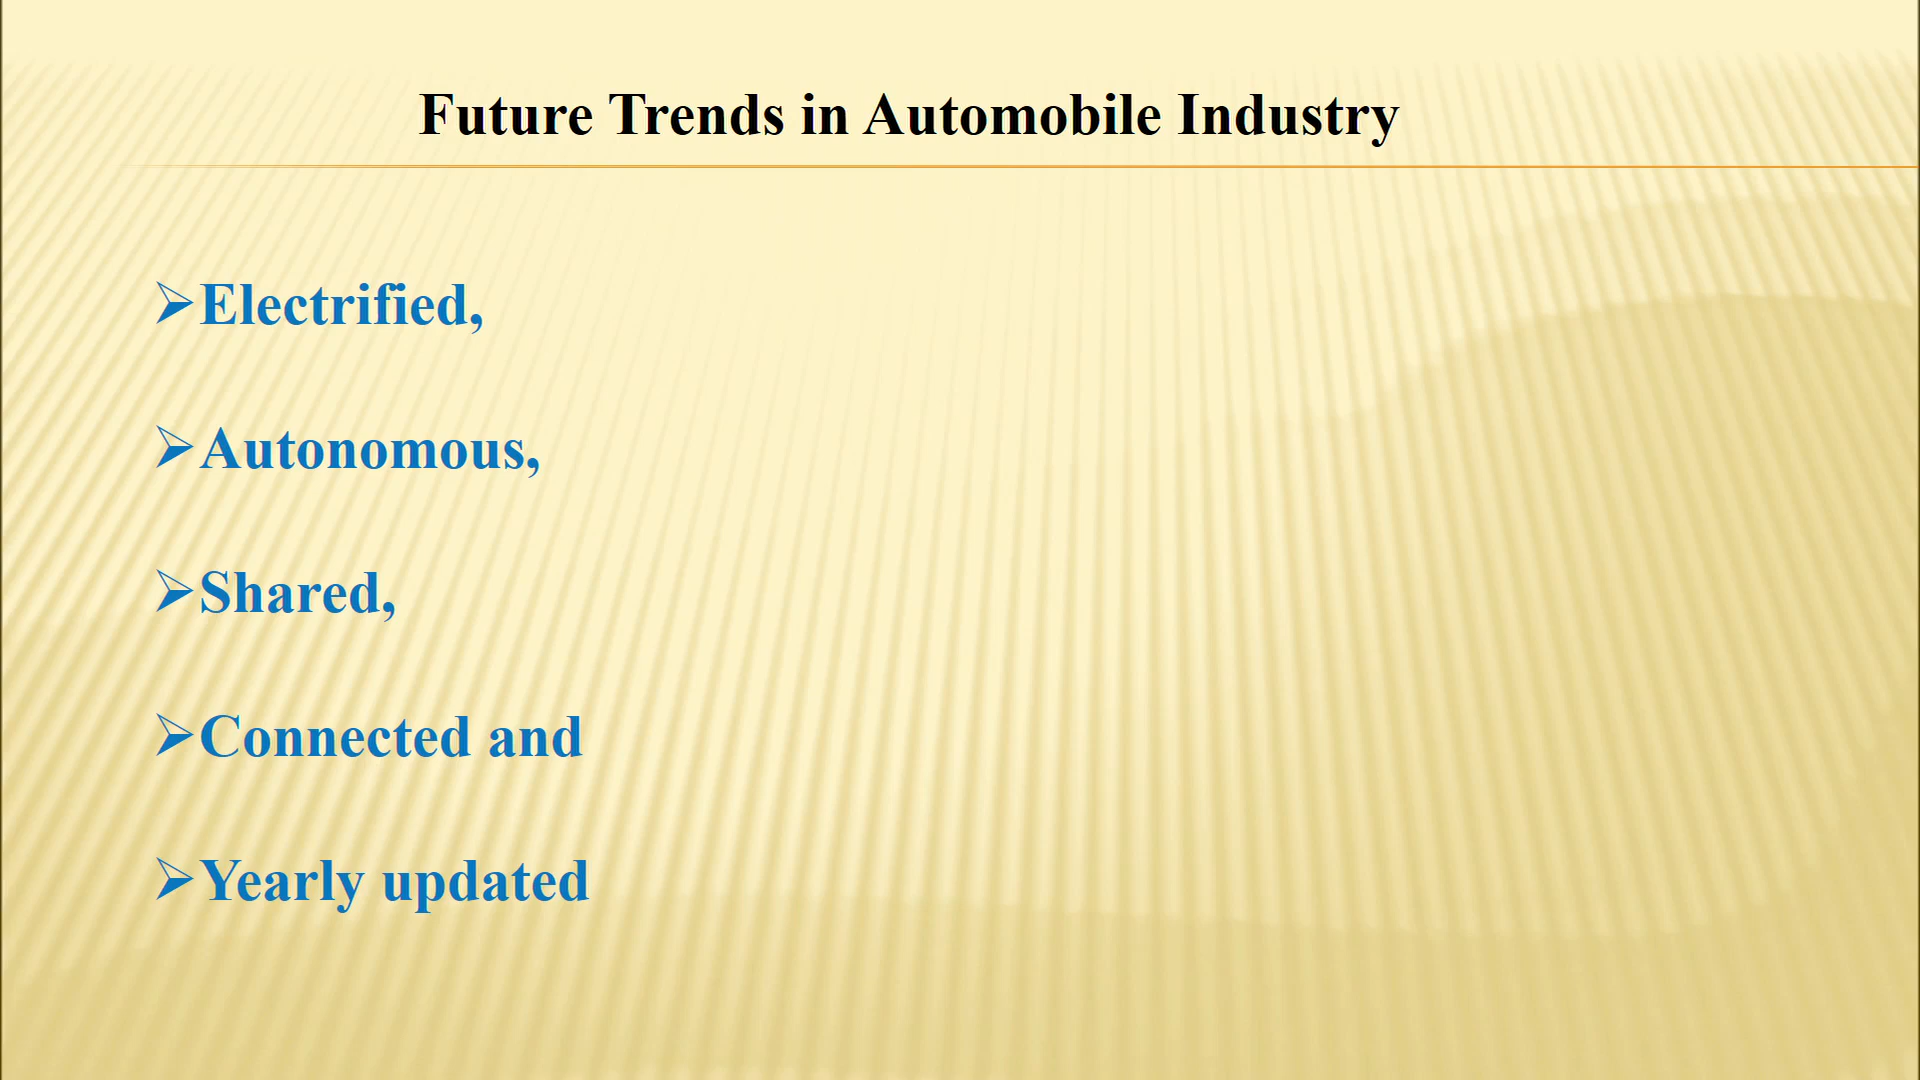 Future Trends in Automobile Industry
➢Electrified,
➢Autonomous,
➢Shared,
➢Connected and
➢Yearly updated